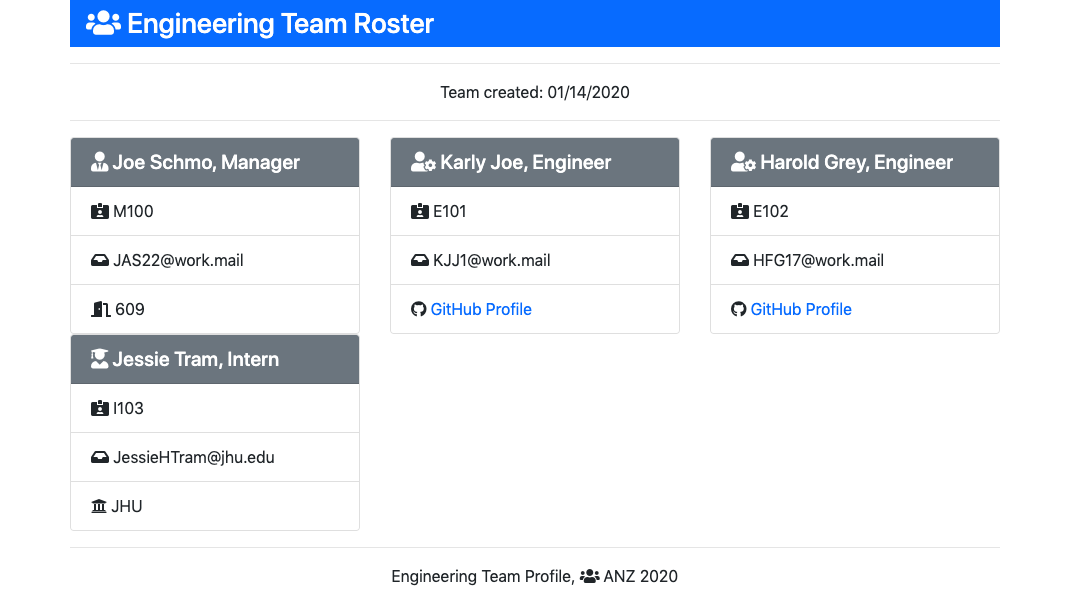 Engineering Team Roster
Team created: 01/14/2020
Joe Schmo, Manager
M100
JAS22@work.mail
609
Karly Joe, Engineer
E101
KJJ1@work.mail
GitHub Profile
Harold Grey, Engineer
E102
HFG17@work.mail
GitHub Profile
Jessie Tram, Intern
I103
JessieHTram@jhu.edu
JHU
Engineering Team Profile, ANZ 2020